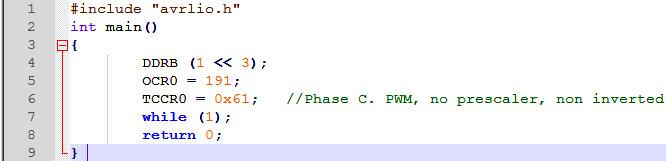 1 #include "avrlio.h"
2 int main()
3 {
4 DDRB (1 << 3);
5 OCR0 = 191;
6 TCCR0 = 0x61; //Phase C. PWM, no prescaler, non inverted
7 while (1);
8 return 0;
9 }